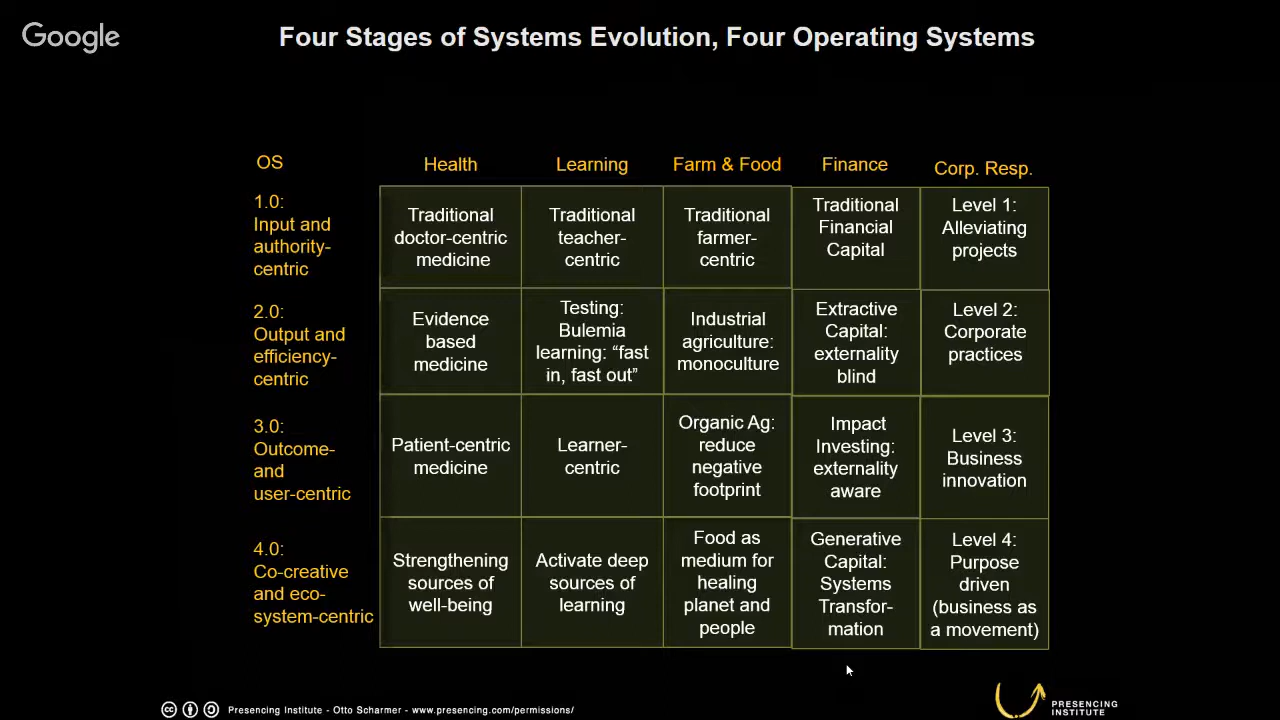 Google
Four Stages of Systems Evolution, Four Operating Systems
OS
Health
Learning
Farm & Food
Finance
Corp. Resp.
1.0:
Input and
authority-
centric
Traditional
doctor-centric
medicine
Traditional
teacher-
centric
Traditional
farmer-
centric
Traditional
Financial
Capital
Level 1:
Alleviating
projects
2.0:
Output and
efficiency-
centric
Evidence
based
medicine
Testing:
Bulemia
learning: “fast
in, fast out”
Industrial
agriculture:
monoculture
Extractive
Capital:
externality
blind
Level 2:
Corporate
practices
3.0:
Outcome-
and
user-centric
Patient-centric
medicine
Learner-
centric
Organic Ag:
reduce
negative
footprint
Impact
Investing:
externality
aware
Level 3:
Business
innovation
4.0:
Co-creative
and eco-
system-centric
Strengthening
sources of
well-being
Activate deep
sources of
learning
Food as
medium for
healing
planet and
people
Generative
Capital:
Systems
Transfor-
mation
Level 4:
Purpose
driven
(business as
a movement)
Presencing Institute - Otto Scharmer - www.presencing.com/permissions/
PRESENCING
INSTITUTE